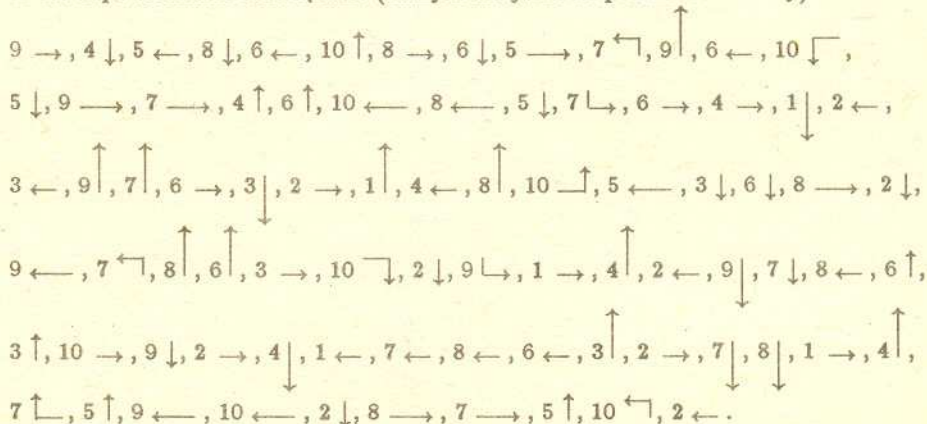 9 →, 4 ↓, 5 ←, 8 ↓, 6 ←, 10 ↑, 8 →, 6 ↓, 5 ⟶, 7 ↰, 9 ↑, 6 ←, 10 ↓,
5 ↓, 9 ⟶, 7 ⟶, 4 ↑, 6 ↑, 10 ⟵, 8 ⟵, 5 ↓, 7 ↳, 6 →, 4 →, 1 ↓, 2 ←,
3 ←, 9 ↑, 7 ↑, 6 →, 3 ↓, 2 →, 1 ↑, 4 ←, 8 ↑, 10 ↑, 5 ⟵, 3 ↓, 6 ↓, 8 ⟶, 2 ↓,
9 ⟵, 7 ↰, 8 ↑, 6 ↑, 3 →, 10 ↴, 2 ↓, 9 ↳, 1 →, 4 ↑, 2 ←, 9 ↓, 7 ↓, 8 ←, 6 ↑,
3 ↑, 10 →, 9 ↓, 2 →, 4 ↓, 1 ←, 7 ←, 8 ←, 6 ←, 3 ↑, 2 →, 7 ↓, 8 ↓, 1 →, 4 ↑,
7 ↑, 5 ↑, 9 ⟵, 10 ⟵, 2 ↓, 8 ⟶, 7 ⟶, 5 ↑, 10 ↰, 2 ←.